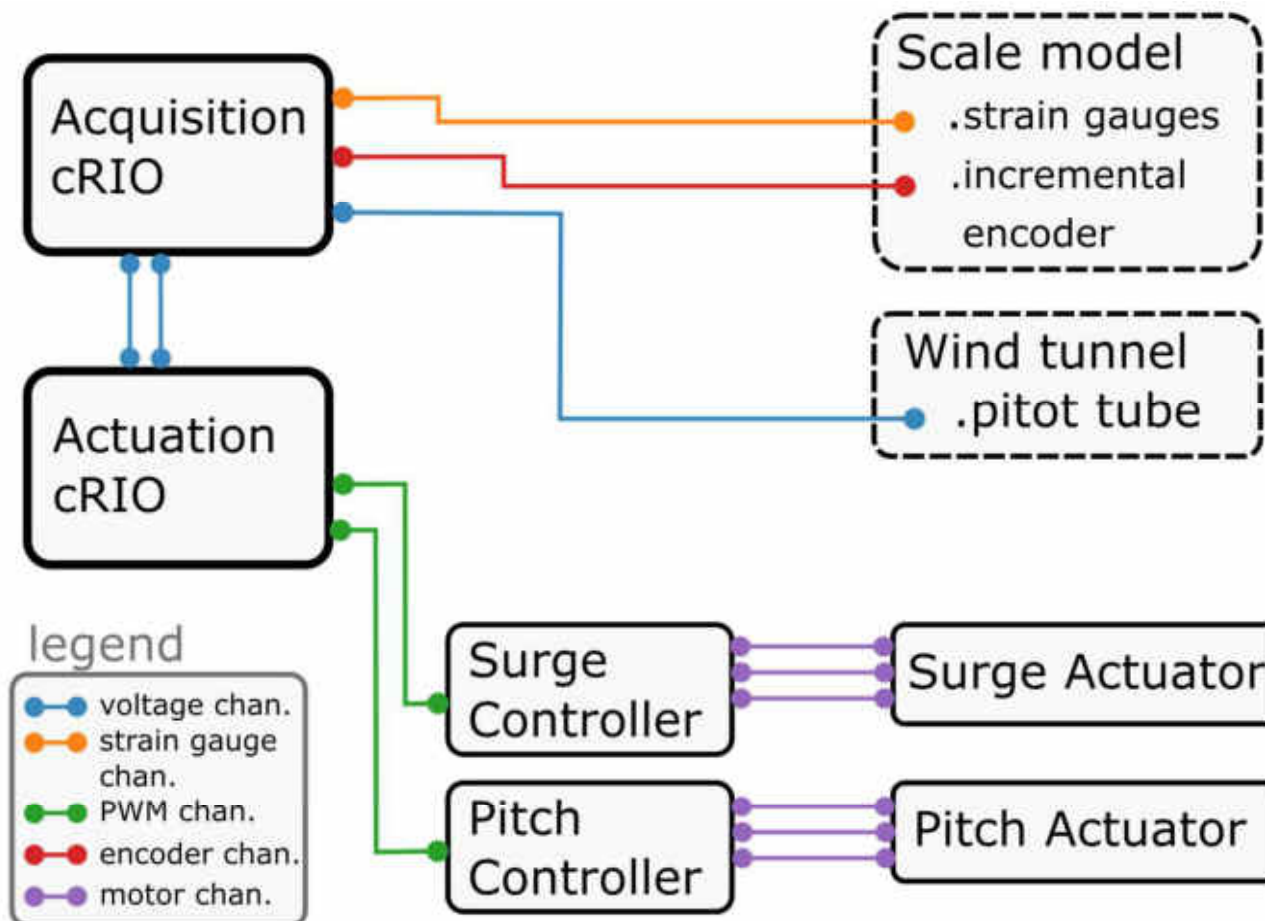 Acquisition
cRIO
Scale model
.strain gauges
.incremental
encoder
Wind tunnel
.pitot tube
Actuation
cRIO
Surge
Controller
Surge Actuator
Pitch
Controller
Pitch Actuator
legend
voltage chan.
strain gauge
chan.
PWM chan.
encoder chan.
motor chan.